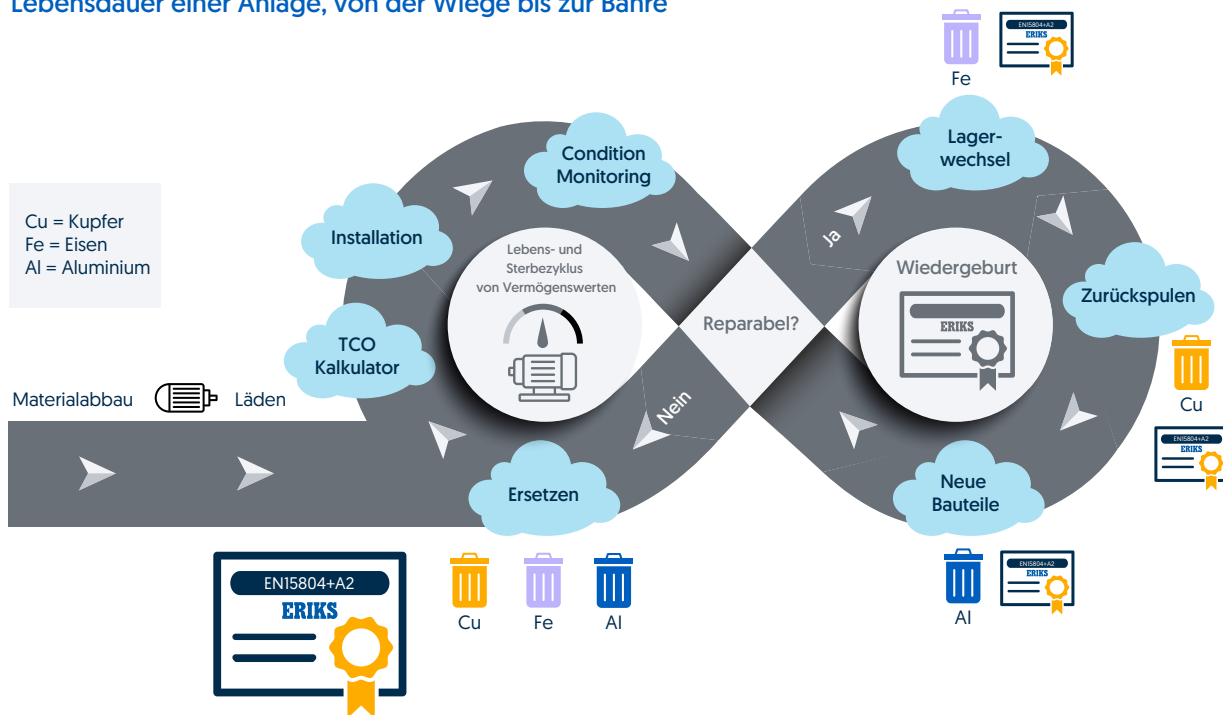 Lebensdauer einer Anlage, von der Wiege bis zur Bahre
EN15804+A2
ERIKS
Fe
Lager-
wechsel
Condition
Monitoring
Cu = Kupfer
Fe = Eisen
Al = Aluminium
Installation
Ja
Lebens- und
Sterbezyklus
von Vermögenswerten
Wiedergeburt
ERIKS
Zurückspulen
Reparabel?
TCO
Kalkulator
Materialabbau
Läden
Nein
Cu
EN15804+A2
ERIKS
Ersetzen
Neue
Bauteile
EN15804+A2
ERIKS
Cu
Fe
Al
Al
EN15804+A2
ERIKS